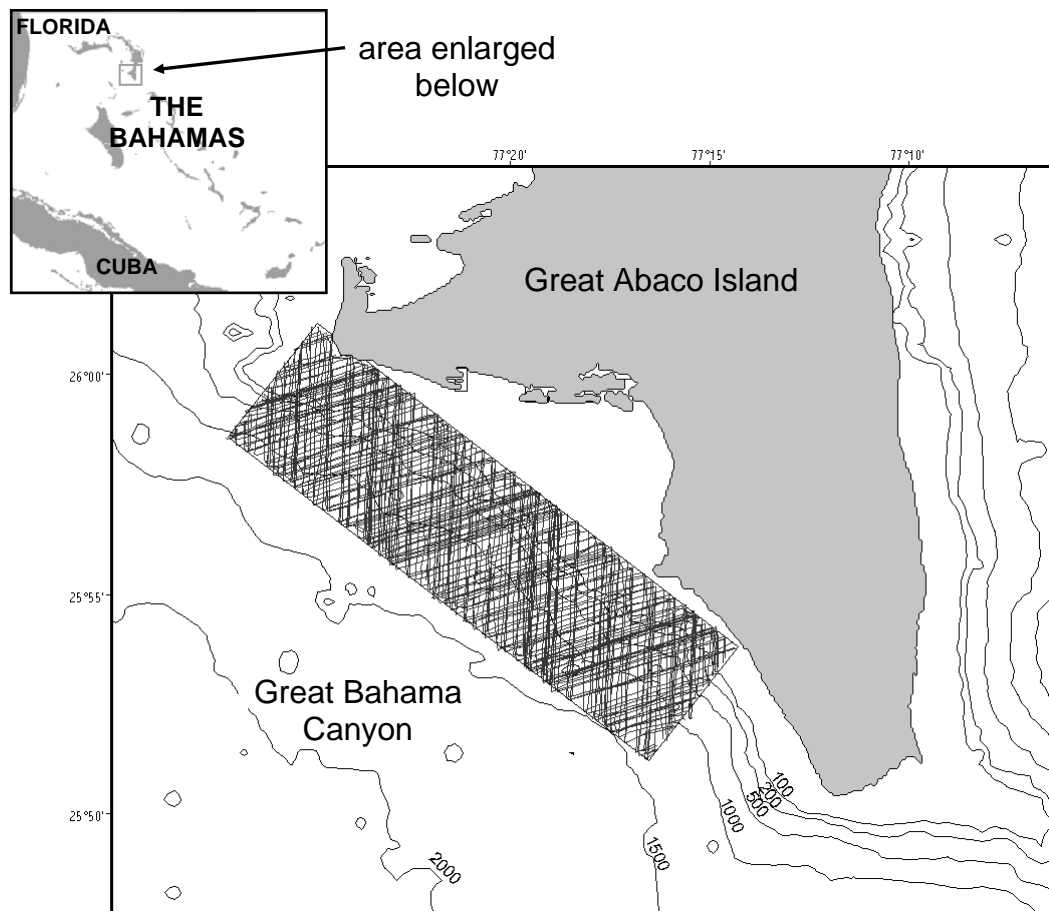 FLORIDA
THE
BAHAMAS
CUBA
area enlarged
below
77°20'
77°15'
77°10'
Great Abaco Island
26°00'
25°55'
Great Bahama
Canyon
25°50'
100
200
500
1000
1500
2000